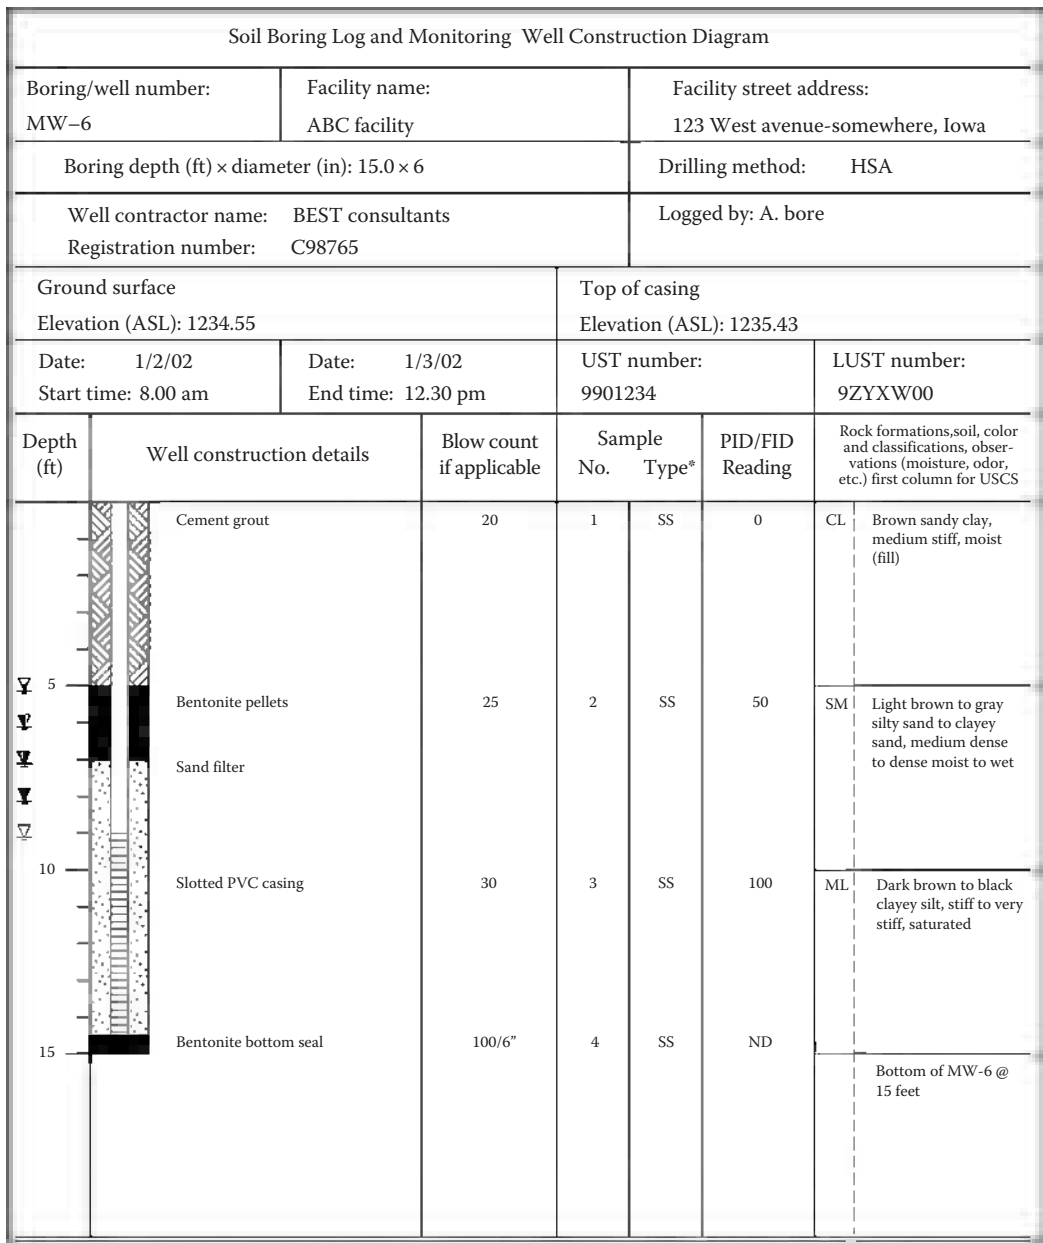 Soil Boring Log and Monitoring Well Construction Diagram
Boring/well number:
MW–6
Facility name:
ABC facility
Facility street address:
123 West avenue-somewhere, Iowa
Boring depth (ft) × diameter (in): 15.0 × 6
Drilling method: HSA
Well contractor name: BEST consultants
Registration number: C98765
Logged by: A. bore
Ground surface
Elevation (ASL): 1234.55
Top of casing
Elevation (ASL): 1235.43
Date: 1/2/02
Start time: 8.00 am
Date: 1/3/02
End time: 12.30 pm
UST number:
9901234
LUST number:
9ZYXW00
Depth
(ft)
Well construction details
Blow count
if applicable
Sample
No. Type*
PID/FID
Reading
Rock formations,soil, color
and classifications, obser-
vations (moisture, odor,
etc.) first column for USCS
Cement grout 20 1 SS 0 CL Brown sandy clay,
medium stiff, moist
(fill)
5
Bentonite pellets 25 2 SS 50 SM Light brown to gray
silty sand to clayey
sand, medium dense
to dense moist to wet
Sand filter
10
Slotted PVC casing 30 3 SS 100 ML Dark brown to black
clayey silt, stiff to very
stiff, saturated
Bentonite bottom seal 100/6" 4 SS ND
15
Bottom of MW-6 @
15 feet